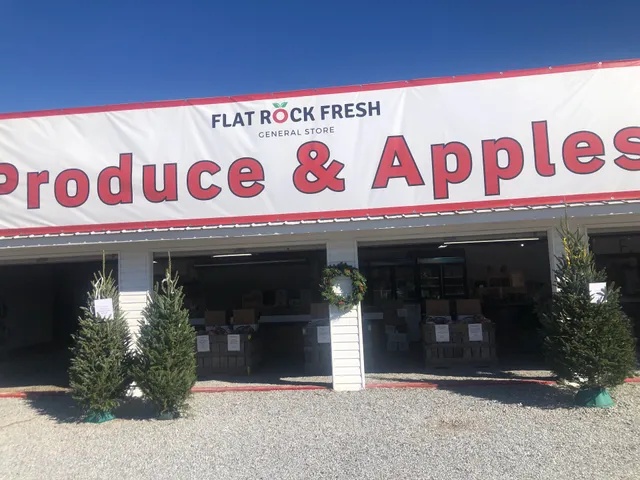 FLAT ROCK FRESH
GENERAL STORE
Produce & Apples